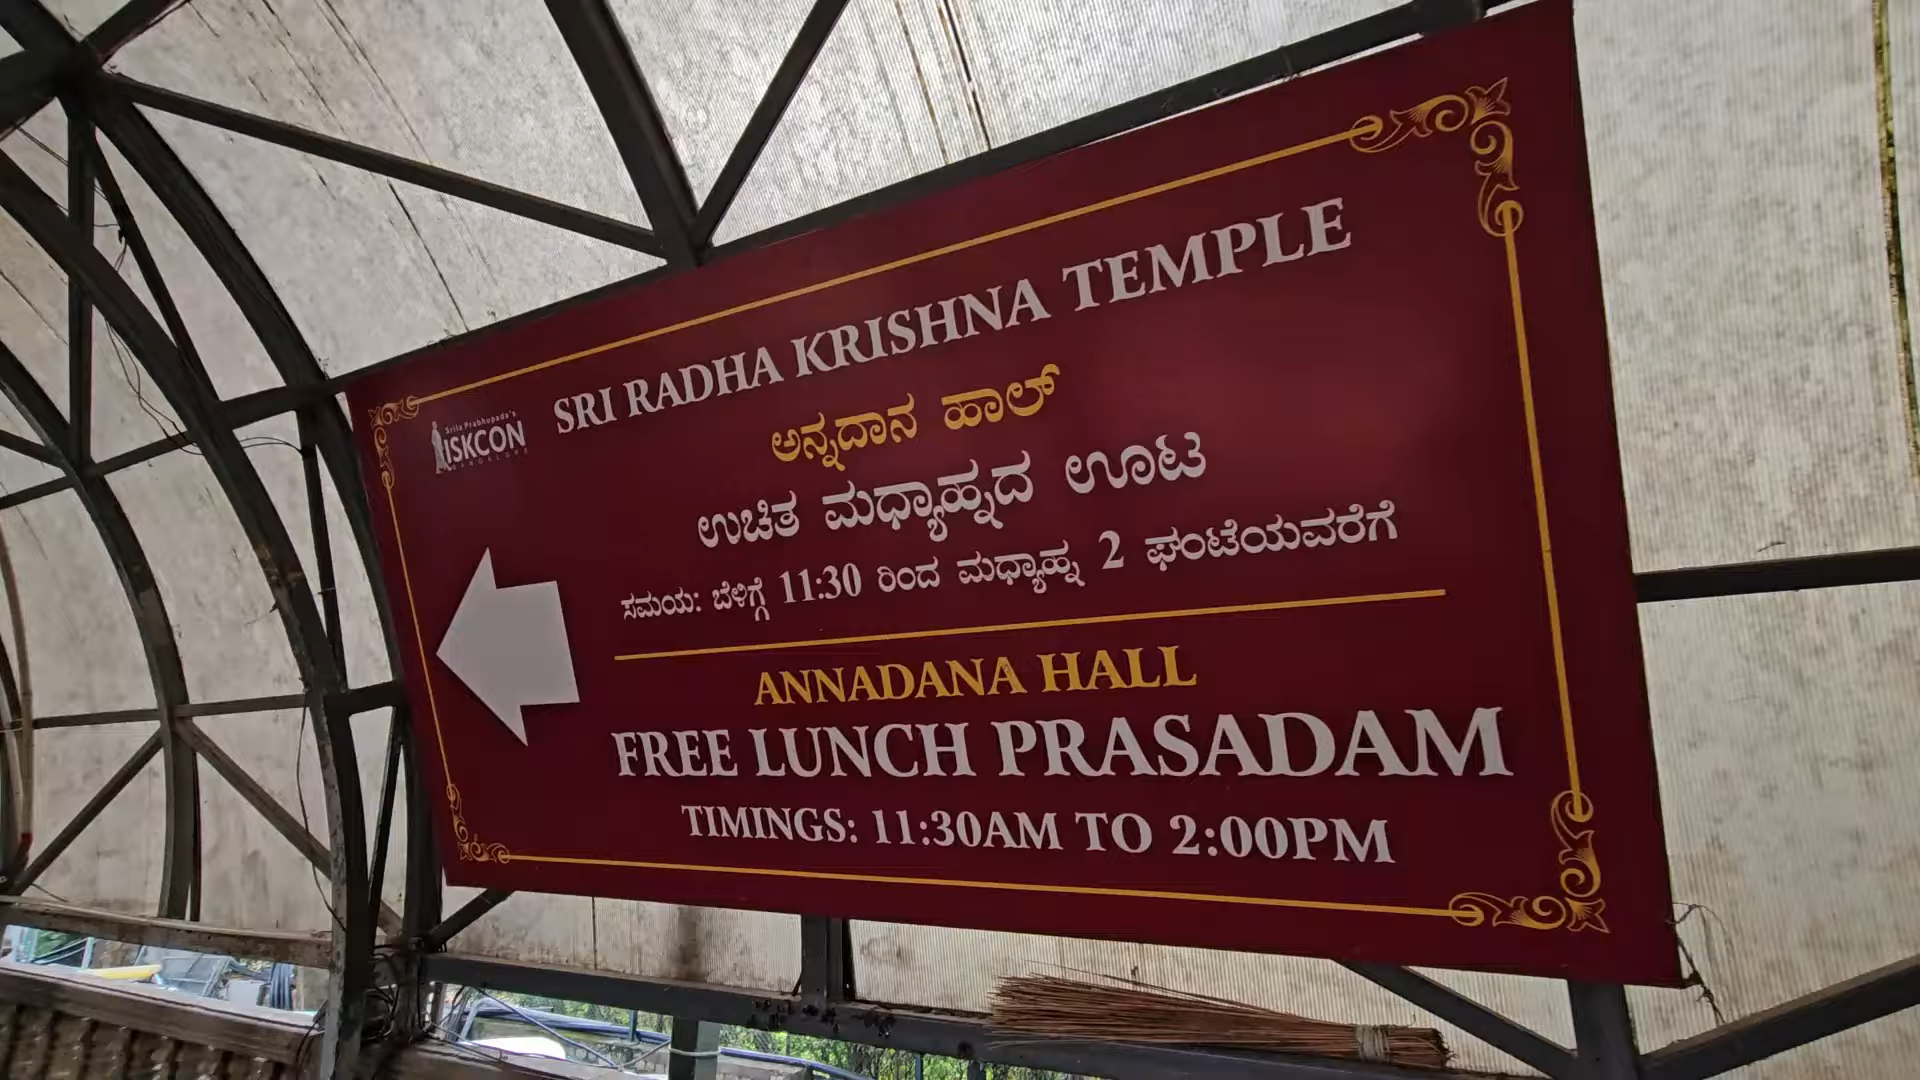 SRI RADHA KRISHNA TEMPLE
Srila Prabhupada's
ISKCON
BANGALORE
ಅನ್ನದಾನ ಹಾಲ್
ಉಚಿತ ಮಧ್ಯಾಹ್ನದ ಊಟ
ಸಮಯ: ಬೆಳಿಗ್ಗೆ 11:30 ರಿಂದ ಮಧ್ಯಾಹ್ನ 2 ಘಂಟೆಯವರೆಗೆ
ANNADANA HALL
FREE LUNCH PRASADAM
TIMINGS: 11:30AM TO 2:00PM